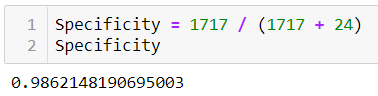 1 Specificity = 1717 / (1717 + 24)
2 Specificity
0.9862148190695003